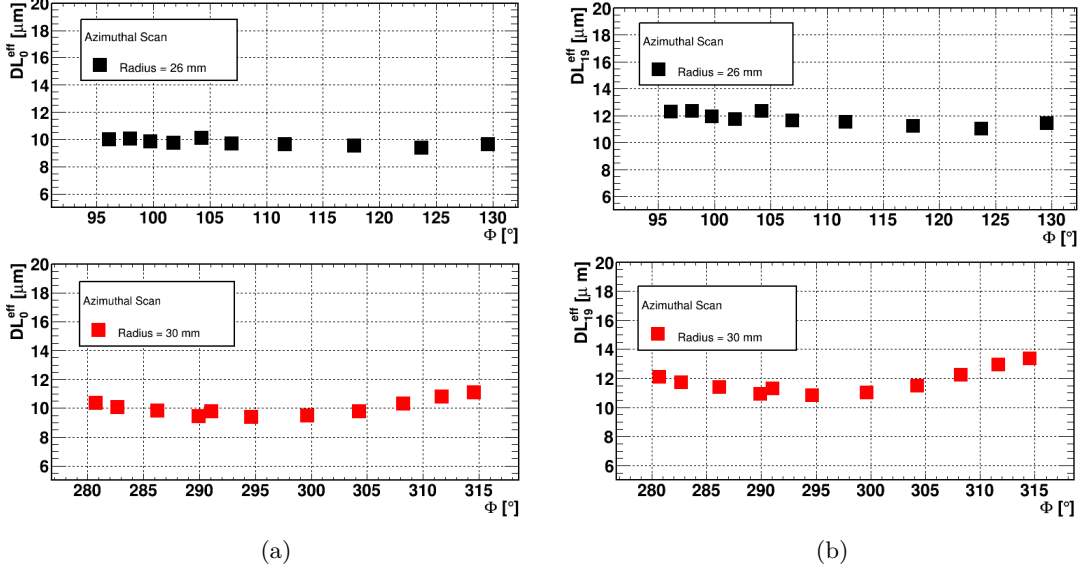 DL₀ᵉᶠᶠ [μm]
20
18
16
14
12
10
8
6
Azimuthal Scan
Radius = 26 mm
95 100 105 110 115 120 125 130
Φ [°]
DL₁₉ᵉᶠᶠ [μm]
20
18
16
14
12
10
8
6
Azimuthal Scan
Radius = 26 mm
95 100 105 110 115 120 125 130
Φ [°]
DL₀ᵉᶠᶠ [μm]
20
18
16
14
12
10
8
6
Azimuthal Scan
Radius = 30 mm
280 285 290 295 300 305 310 315
Φ [°]
DL₁₉ᵉᶠᶠ [μ m]
20
18
16
14
12
10
8
6
Azimuthal Scan
Radius = 30 mm
280 285 290 295 300 305 310 315
Φ [°]
(a)
(b)